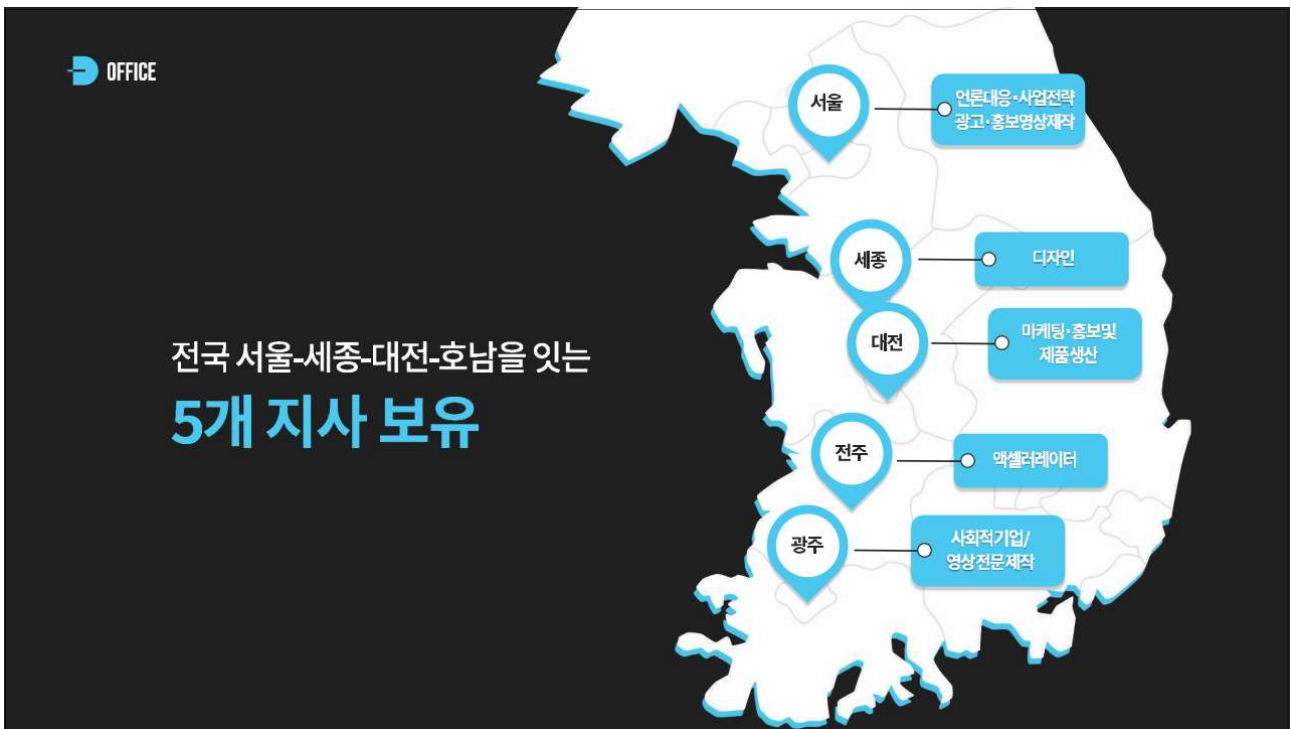 OFFICE
전국 서울-세종-대전-호남을 잇는
5개 지사 보유
서울
언론대응·사업전략
광고·홍보영상제작
세종
디자인
대전
마케팅·홍보및
제품생산
전주
액셀러레이터
광주
사회적기업/
영상전문제작